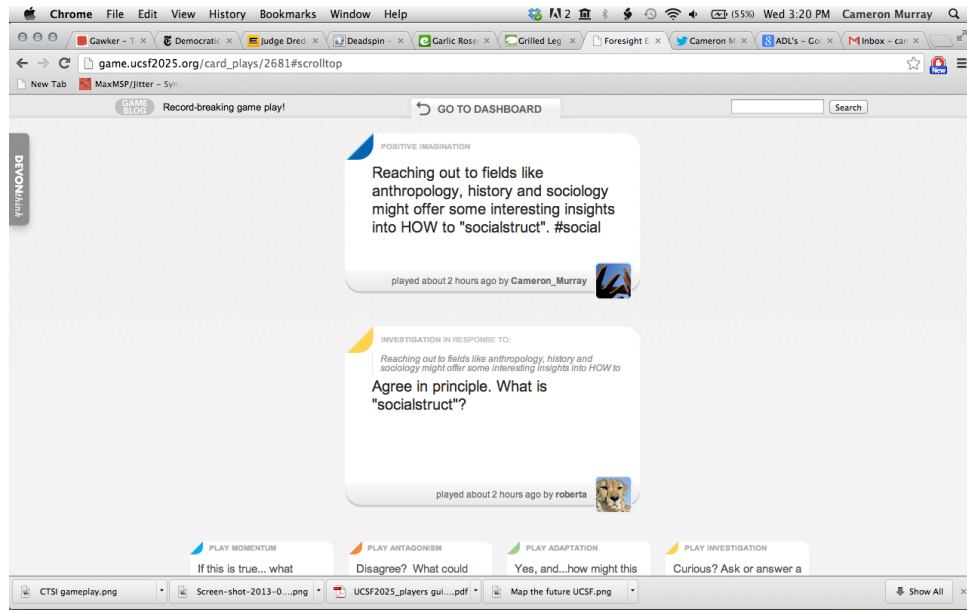 Chrome File Edit View History Bookmarks Window Help 2 (55%) Wed 3:20 PM Cameron Murray
Gawker – T Democratic Judge Dred Deadspin – Garlic Rose Grilled Leg Foresight E Cameron M ADL's – Goo Inbox – can
game.ucsf2025.org/card_plays/2681#scrolltop
New
New Tab MaxMSP/Jitter – Syn
GAME BLOG Record-breaking game play! GO TO DASHBOARD Search
DEVONthink
POSITIVE IMAGINATION
Reaching out to fields like
anthropology, history and sociology
might offer some interesting insights
into HOW to "socialstruct". #social
played about 2 hours ago by Cameron_Murray
INVESTIGATION IN RESPONSE TO:
Reaching out to fields like anthropology, history and
sociology might offer some interesting insights into HOW to
Agree in principle. What is
"socialstruct"?
played about 2 hours ago by roberta
PLAY MOMENTUM PLAY ANTAGONISM PLAY ADAPTATION PLAY INVESTIGATION
If this is true... what Disagree? What could Yes, and...how might this Curious? Ask or answer a
CTSI gameplay.png Screen-shot-2013-0....png UCSF2025_players gui....pdf Map the future UCSF.png Show All